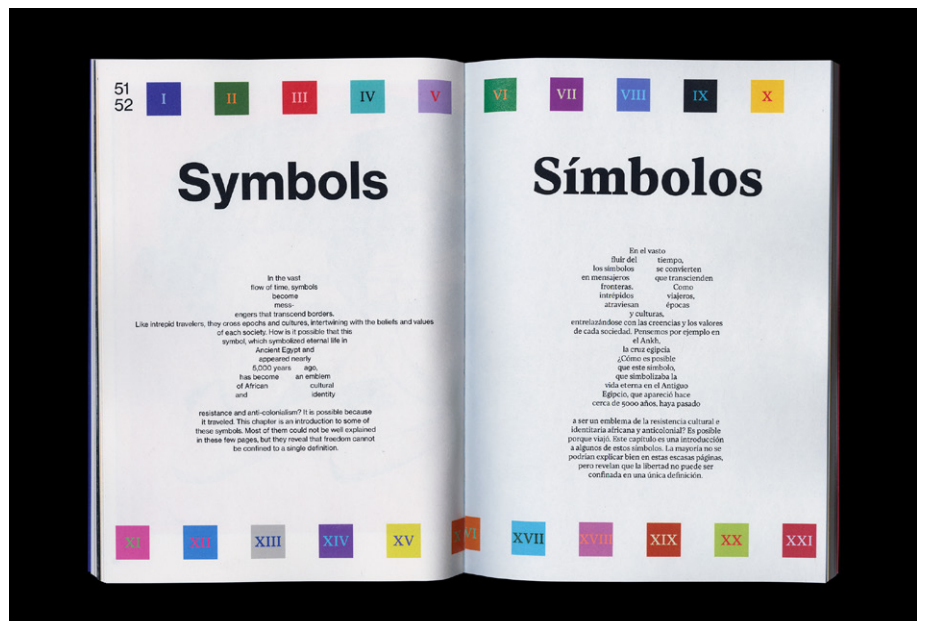 51
52
I
II
III
IV
V
VI
VII
VIII
IX
X
Symbols
In the vast
flow of time, symbols
become
mess-
engers that transcend borders.
Like intrepid travelers, they cross epochs and cultures, intertwining with the beliefs and values
of each society. How is it possible that this
symbol, which symbolized eternal life in
Ancient Egypt and
appeared nearly
5,000 years ago,
has become an emblem
of African cultural
and identity
resistance and anti-colonialism? It is possible because
it traveled. This chapter is an introduction to some of
these symbols. Most of them could not be well explained
in these few pages, but they reveal that freedom cannot
be confined to a single definition.
Símbolos
En el vasto
fluir del tiempo,
los símbolos se convierten
en mensajeros que transcienden
fronteras. Como
intrépidos viajeros,
atraviesan épocas
y culturas,
entrelazándose con las creencias y los valores
de cada sociedad. Pensemos por ejemplo en
el Ankh,
la cruz egipcia
¿Cómo es posible
que este símbolo,
que simbolizaba la
vida eterna en el Antiguo
Egipcio, que apareció hace
cerca de 5000 años, haya pasado
a ser un emblema de la resistencia cultural e
identitaria africana y anticolonial? Es posible
porque viajó. Este capítulo es una introducción
a algunos de estos símbolos. La mayoría no se
podrían explicar bien en estas escasas páginas,
pero revelan que la libertad no puede ser
confinada en una única definición.
XI
XII
XIII
XIV
XV
XVI
XVII
XVIII
XIX
XX
XXI